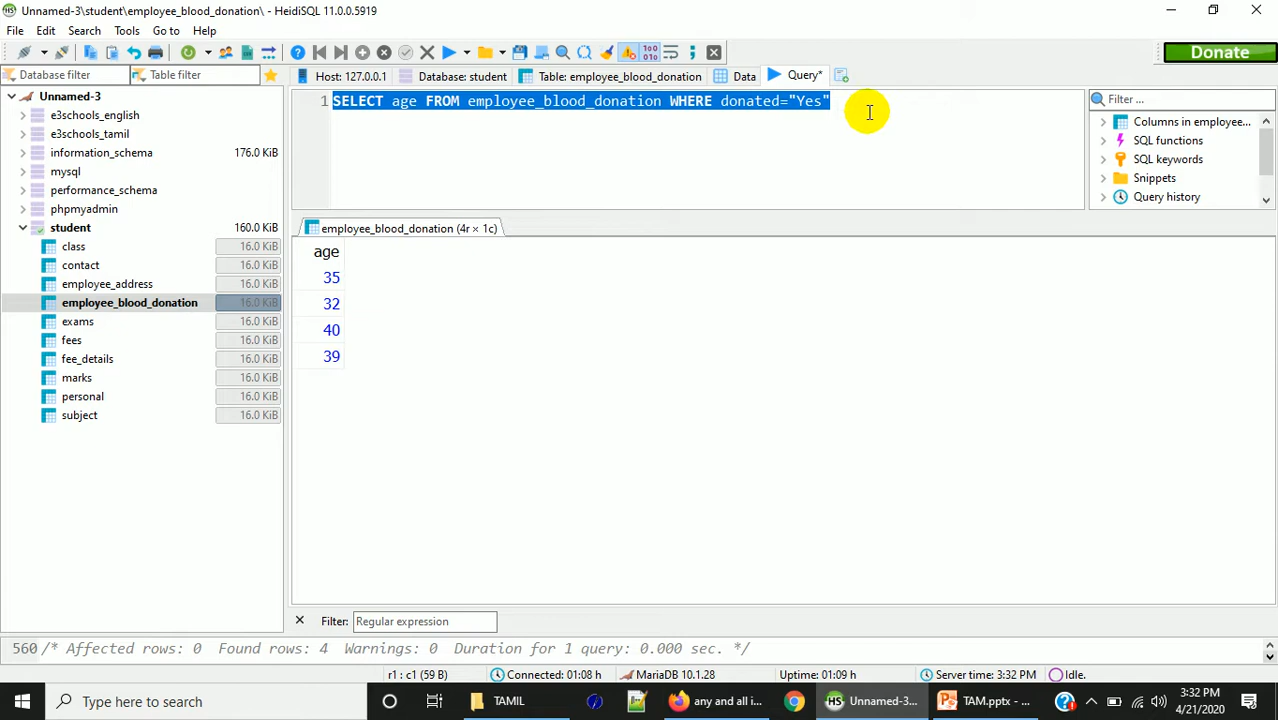 Unnamed-3\student\employee_blood_donation\ - HeidiSQL 11.0.0.5919
File Edit Search Tools Go to Help
Donate
Database filter Table filter Host: 127.0.0.1 Database: student Table: employee_blood_donation Data Query*
Unnamed-3
e3schools_english
e3schools_tamil
information_schema 176.0 KiB
mysql
performance_schema
phpmyadmin
student 160.0 KiB
class 16.0 KiB
contact 16.0 KiB
employee_address 16.0 KiB
employee_blood_donation 16.0 KiB
exams 16.0 KiB
fees 16.0 KiB
fee_details 16.0 KiB
marks 16.0 KiB
personal 16.0 KiB
subject 16.0 KiB
1 SELECT age FROM employee_blood_donation WHERE donated="Yes"
Filter ...
Columns in employee...
SQL functions
SQL keywords
Snippets
Query history
employee_blood_donation (4r × 1c)
age
35
32
40
39
Filter: Regular expression
560 /* Affected rows: 0 Found rows: 4 Warnings: 0 Duration for 1 query: 0.000 sec. */
r1 : c1 (59 B) Connected: 01:08 h MariaDB 10.1.28 Uptime: 01:09 h Server time: 3:32 PM Idle.
Type here to search TAMIL any and all i... Unnamed-3... TAM.pptx - ... 3:32 PM
4/21/2020